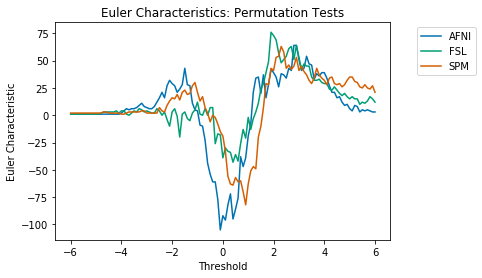 Euler Characteristics: Permutation Tests
Euler Characteristic
75
50
25
0
−25
−50
−75
−100
−6
−4
−2
0
2
4
6
Threshold
AFNI
FSL
SPM